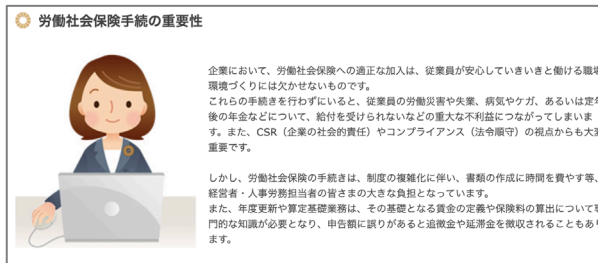 労働社会保険手続の重要性
企業において、労働社会保険への適正な加入は、従業員が安心していきいきと働ける職場
環境づくりには欠かせないものです。
これらの手続きを行わずにいると、従業員の労働災害や失業、病気やケガ、あるいは定年
後の年金などについて、給付を受けられないなどの重大な不利益につながってしまいま
す。また、CSR（企業の社会的責任）やコンプライアンス（法令順守）の視点からも大変
重要です。
しかし、労働社会保険の手続きは、制度の複雑化に伴い、書類の作成に時間を費やす等、
経営者・人事労務担当者の皆さまの大きな負担となっています。
また、年度更新や算定基礎業務は、その基礎となる賃金の定義や保険料の算出について専
門的な知識が必要となり、申告額に誤りがあると追徴金や延滞金を徴収されることもあり
ます。